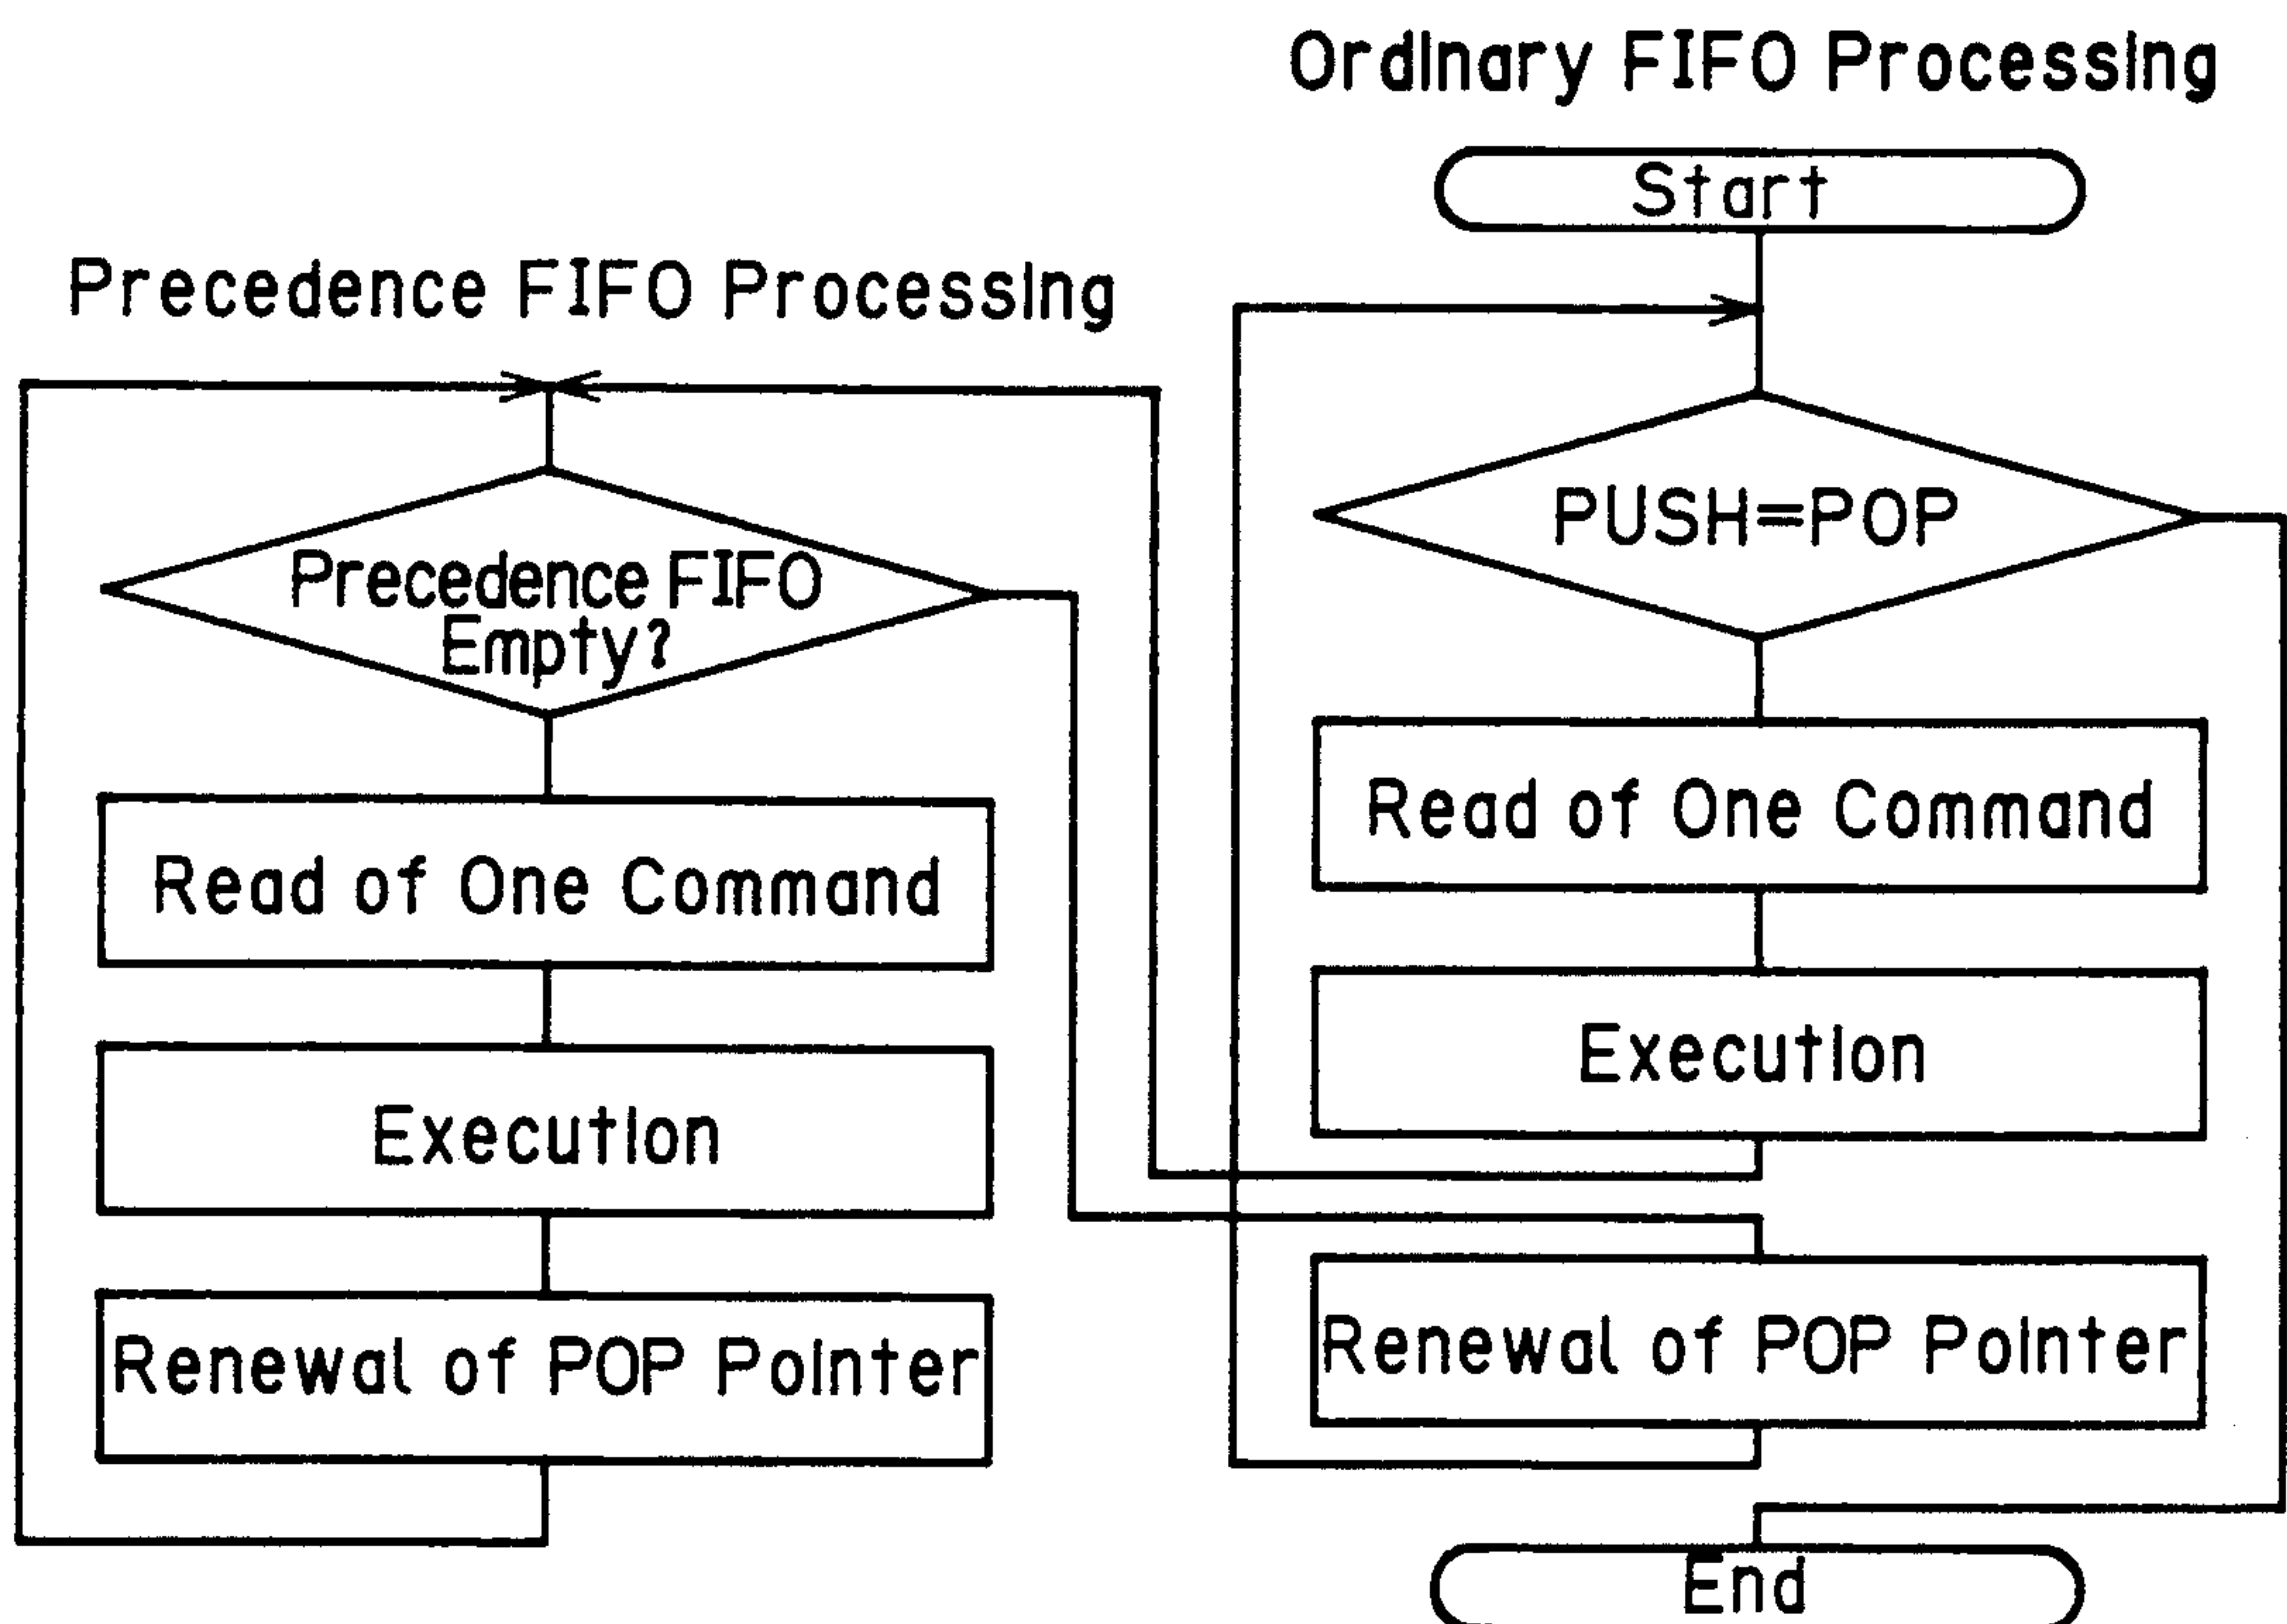 Ordinary FIFO Processing
Start
Precedence FIFO Processing
PUSH=POP
Precedence FIFO
Empty?
Read of One Command
Read of One Command
Execution
Execution
Renewal of POP Pointer
Renewal of POP Pointer
End